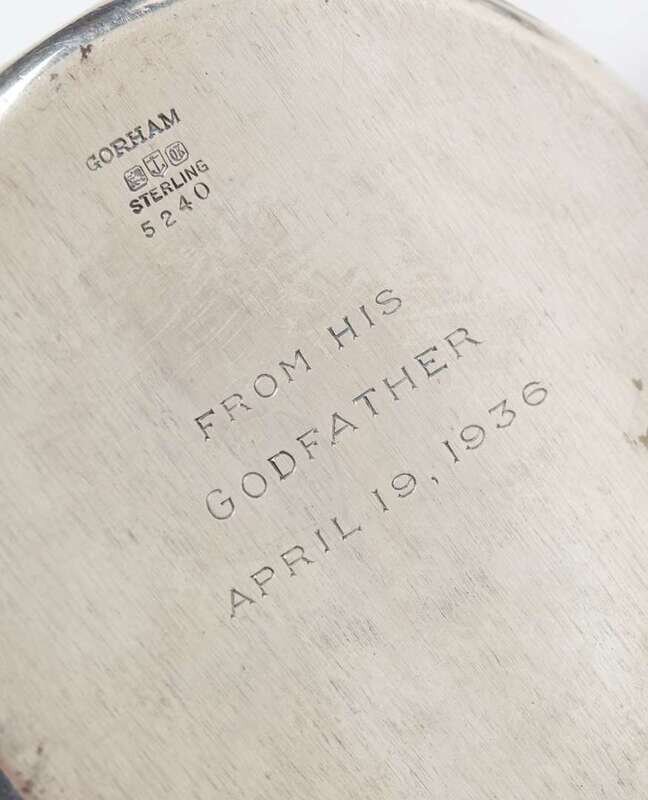 GORHAM
STERLING
5240
FROM HIS
GODFATHER
APRIL 19, 1936